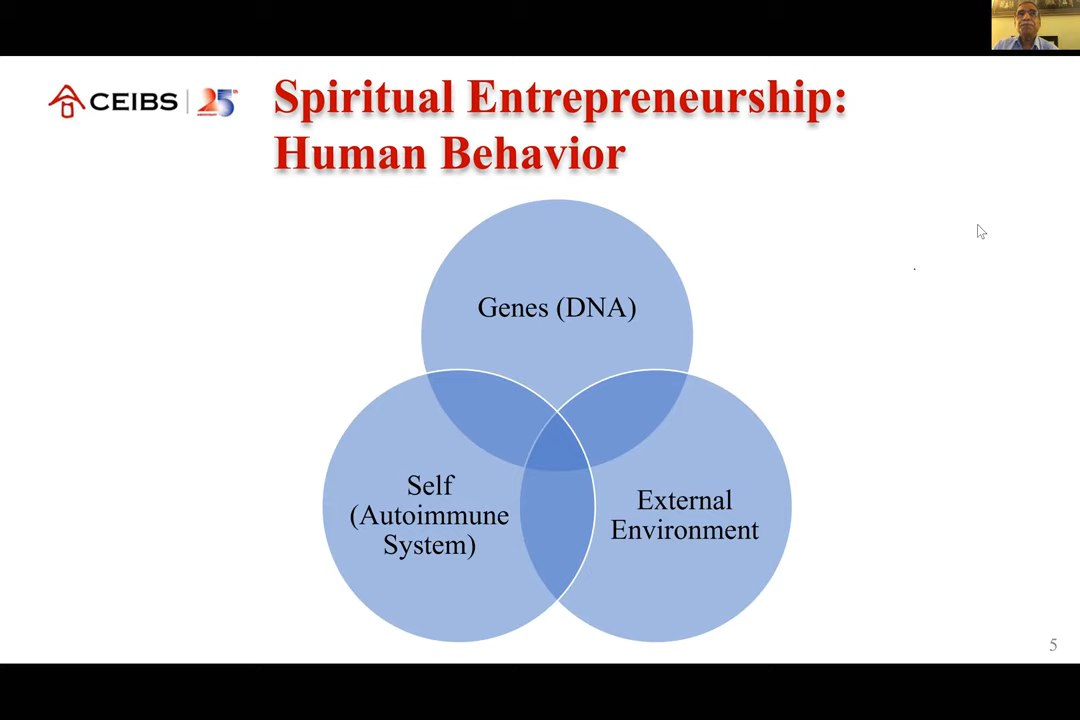 CEIBS
25
Spiritual Entrepreneurship:
Human Behavior
Genes (DNA)
Self
(Autoimmune
System)
External
Environment
5